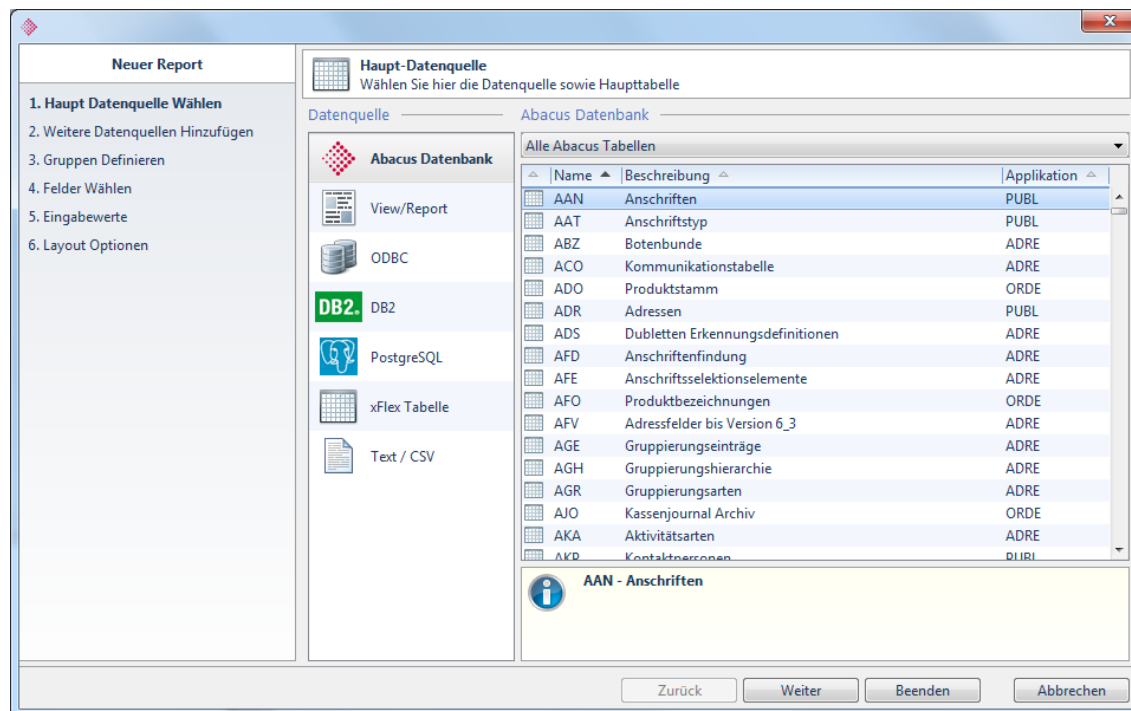 Neuer Report
1. Haupt Datenquelle Wählen
2. Weitere Datenquellen Hinzufügen
3. Gruppen Definieren
4. Felder Wählen
5. Eingabewerte
6. Layout Optionen
Haupt-Datenquelle
Wählen Sie hier die Datenquelle sowie Haupttabelle
Datenquelle
Abacus Datenbank
View/Report
ODBC
DB2. DB2
PostgreSQL
xFlex Tabelle
Text / CSV
Abacus Datenbank
Alle Abacus Tabellen
Name Beschreibung Applikation
AAN Anschriften PUBL
AAT Anschriftstyp PUBL
ABZ Botenbunde ADRE
ACO Kommunikationstabelle ADRE
ADO Produktstamm ORDE
ADR Adressen PUBL
ADS Dubletten Erkennungsdefinitionen ADRE
AFD Anschriftenfindung ADRE
AFE Anschriftsselektionselemente ADRE
AFO Produktbezeichnungen ORDE
AFV Adressfelder bis Version 6_3 ADRE
AGE Gruppierungseinträge ADRE
AGH Gruppierungshierarchie ADRE
AGR Gruppierungsarten ADRE
AJO Kassenjournal Archiv ORDE
AKA Aktivitätsarten ADRE
AKP Kontaktpersonen PUBL
AAN - Anschriften
Zurück Weiter Beenden Abbrechen